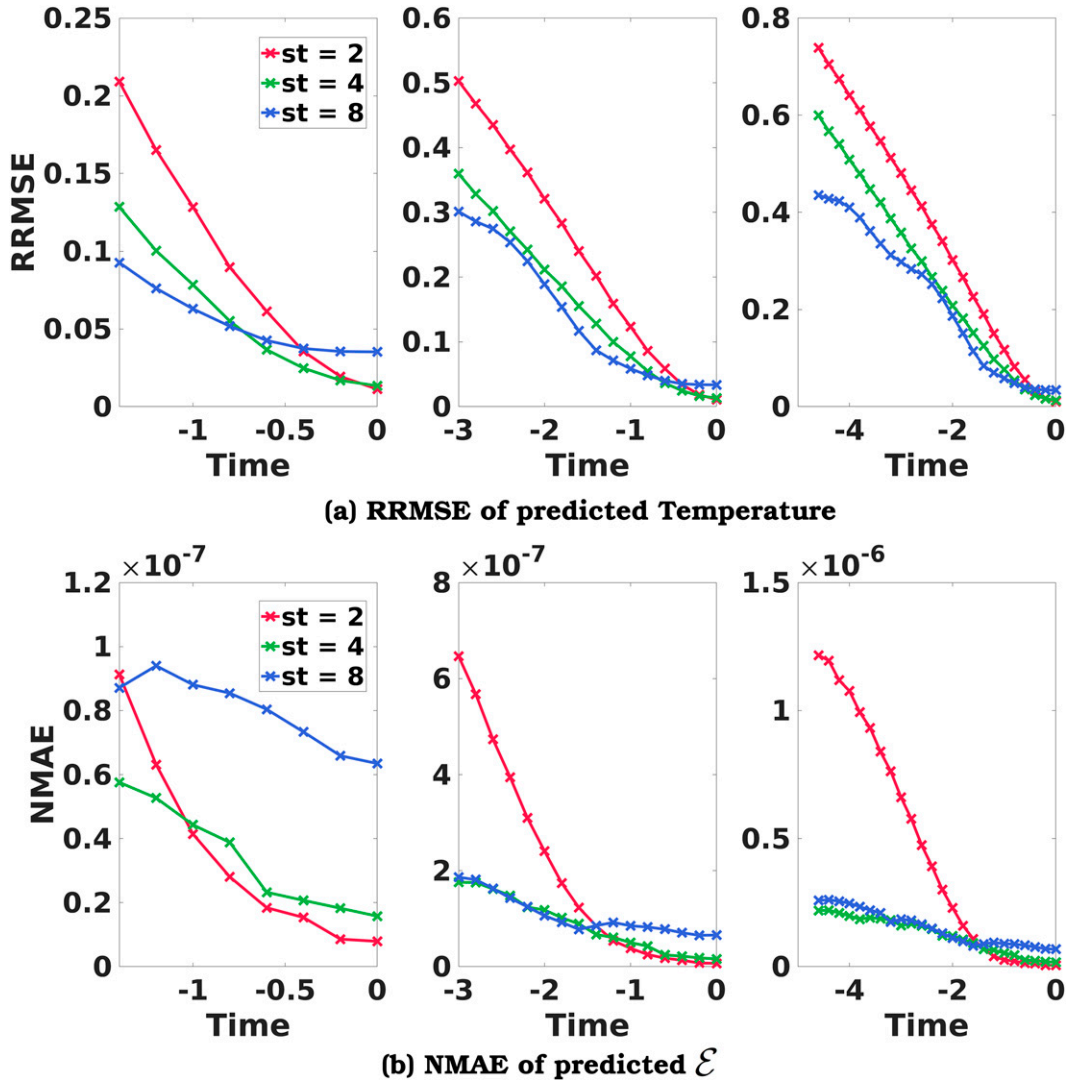 RRMSE
0.25
0.2
0.15
0.1
0.05
0
st = 2
st = 4
st = 8
-1 -0.5 0
Time
0.6
0.5
0.4
0.3
0.2
0.1
0
-3 -2 -1 0
Time
0.8
0.6
0.4
0.2
0
-4 -2 0
Time
(a) RRMSE of predicted Temperature
NMAE
×10⁻⁷
1.2
1
0.8
0.6
0.4
0.2
0
st = 2
st = 4
st = 8
-1 -0.5 0
Time
×10⁻⁷
8
6
4
2
0
-3 -2 -1 0
Time
×10⁻⁶
1.5
1
0.5
0
-4 -2 0
Time
(b) NMAE of predicted ℰ